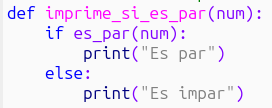 def imprime_si_es_par(num):
    if es_par(num):
        print("Es par")
    else:
        print("Es impar")